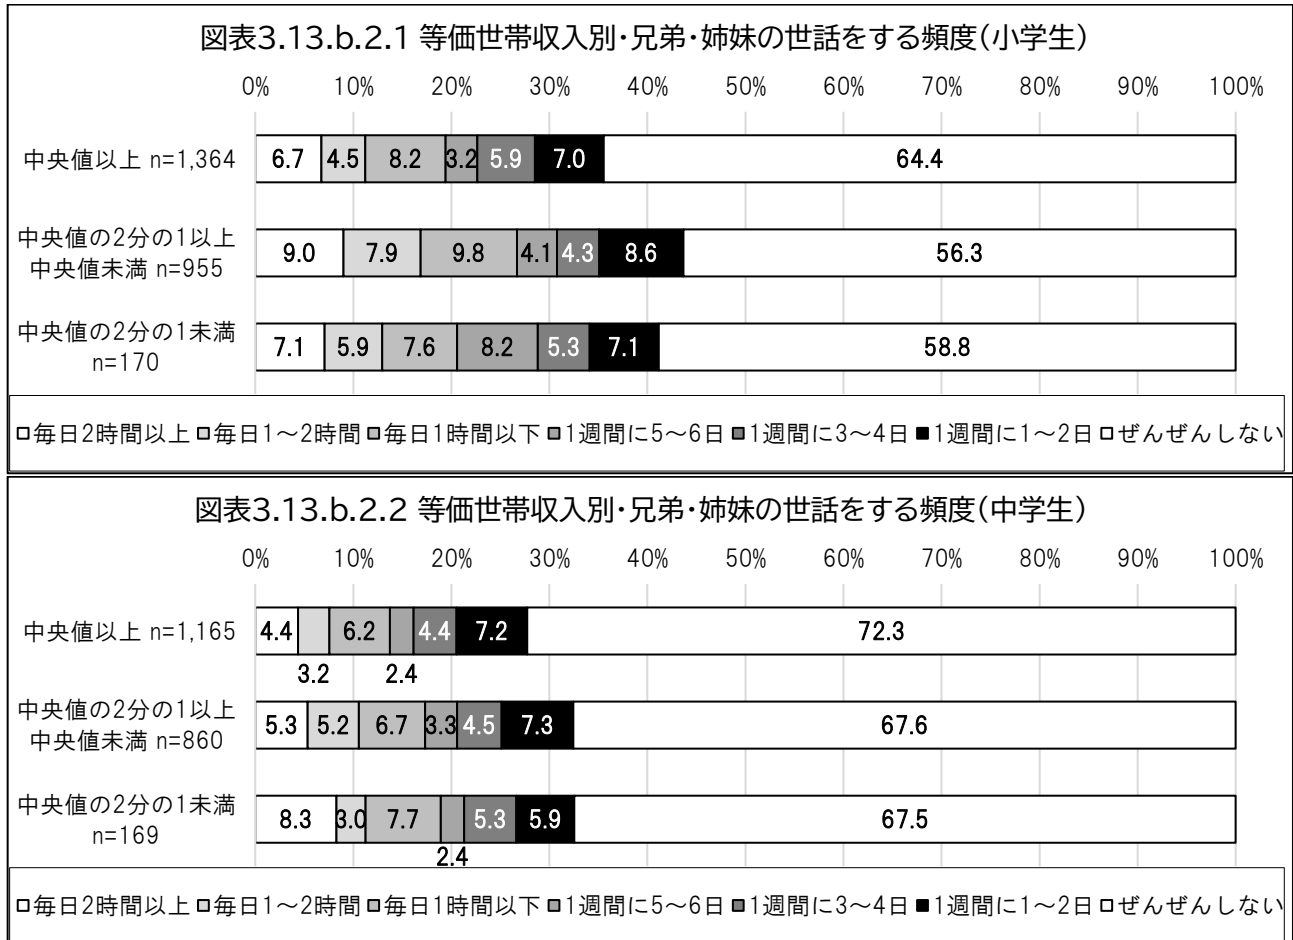 図表3.13.b.2.1 等価世帯収入別・兄弟・姉妹の世話をする頻度(小学生)
0% 10% 20% 30% 40% 50% 60% 70% 80% 90% 100%
中央値以上 n=1,364 6.7 4.5 8.2 3.2 5.9 7.0 64.4
中央値の2分の1以上
中央値未満 n=955 9.0 7.9 9.8 4.1 4.3 8.6 56.3
中央値の2分の1未満
n=170 7.1 5.9 7.6 8.2 5.3 7.1 58.8
毎日2時間以上 毎日1～2時間 毎日1時間以下 1週間に5～6日 1週間に3～4日 1週間に1～2日 ぜんぜんしない
図表3.13.b.2.2 等価世帯収入別・兄弟・姉妹の世話をする頻度(中学生)
0% 10% 20% 30% 40% 50% 60% 70% 80% 90% 100%
中央値以上 n=1,165 4.4 6.2 4.4 7.2 72.3
3.2 2.4
中央値の2分の1以上
中央値未満 n=860 5.3 5.2 6.7 3.3 4.5 7.3 67.6
中央値の2分の1未満
n=169 8.3 3.0 7.7 5.3 5.9 67.5
2.4
毎日2時間以上 毎日1～2時間 毎日1時間以下 1週間に5～6日 1週間に3～4日 1週間に1～2日 ぜんぜんしない